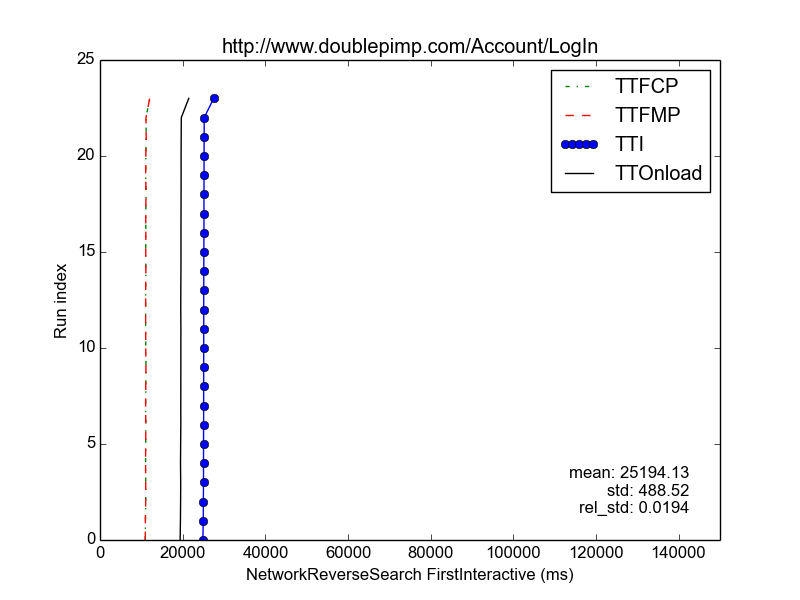 http://www.doublepimp.com/Account/LogIn
25
20
15
10
5
0
Run index
TTFCP
TTFMP
TTI
TTOnload
mean: 25194.13
std: 488.52
rel_std: 0.0194
0 20000 40000 60000 80000 100000 120000 140000
NetworkReverseSearch FirstInteractive (ms)